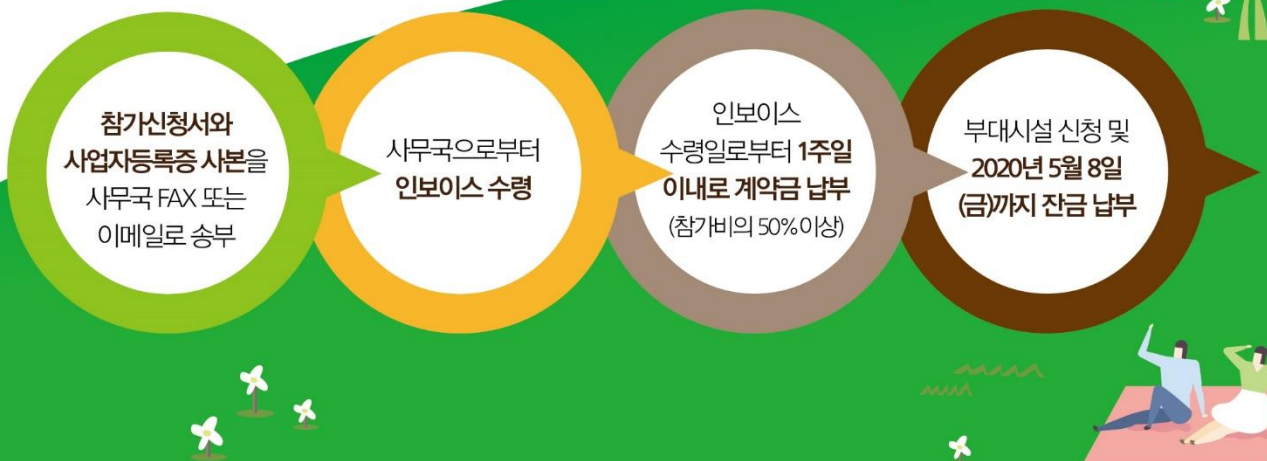 참가신청서와
사업자등록증 사본을
사무국 FAX 또는
이메일로 송부
사무국으로부터
인보이스 수령
인보이스
수령일로부터 1주일
이내로 계약금 납부
(참가비의 50%이상)
부대시설 신청 및
2020년 5월 8일
(금)까지 잔금 납부